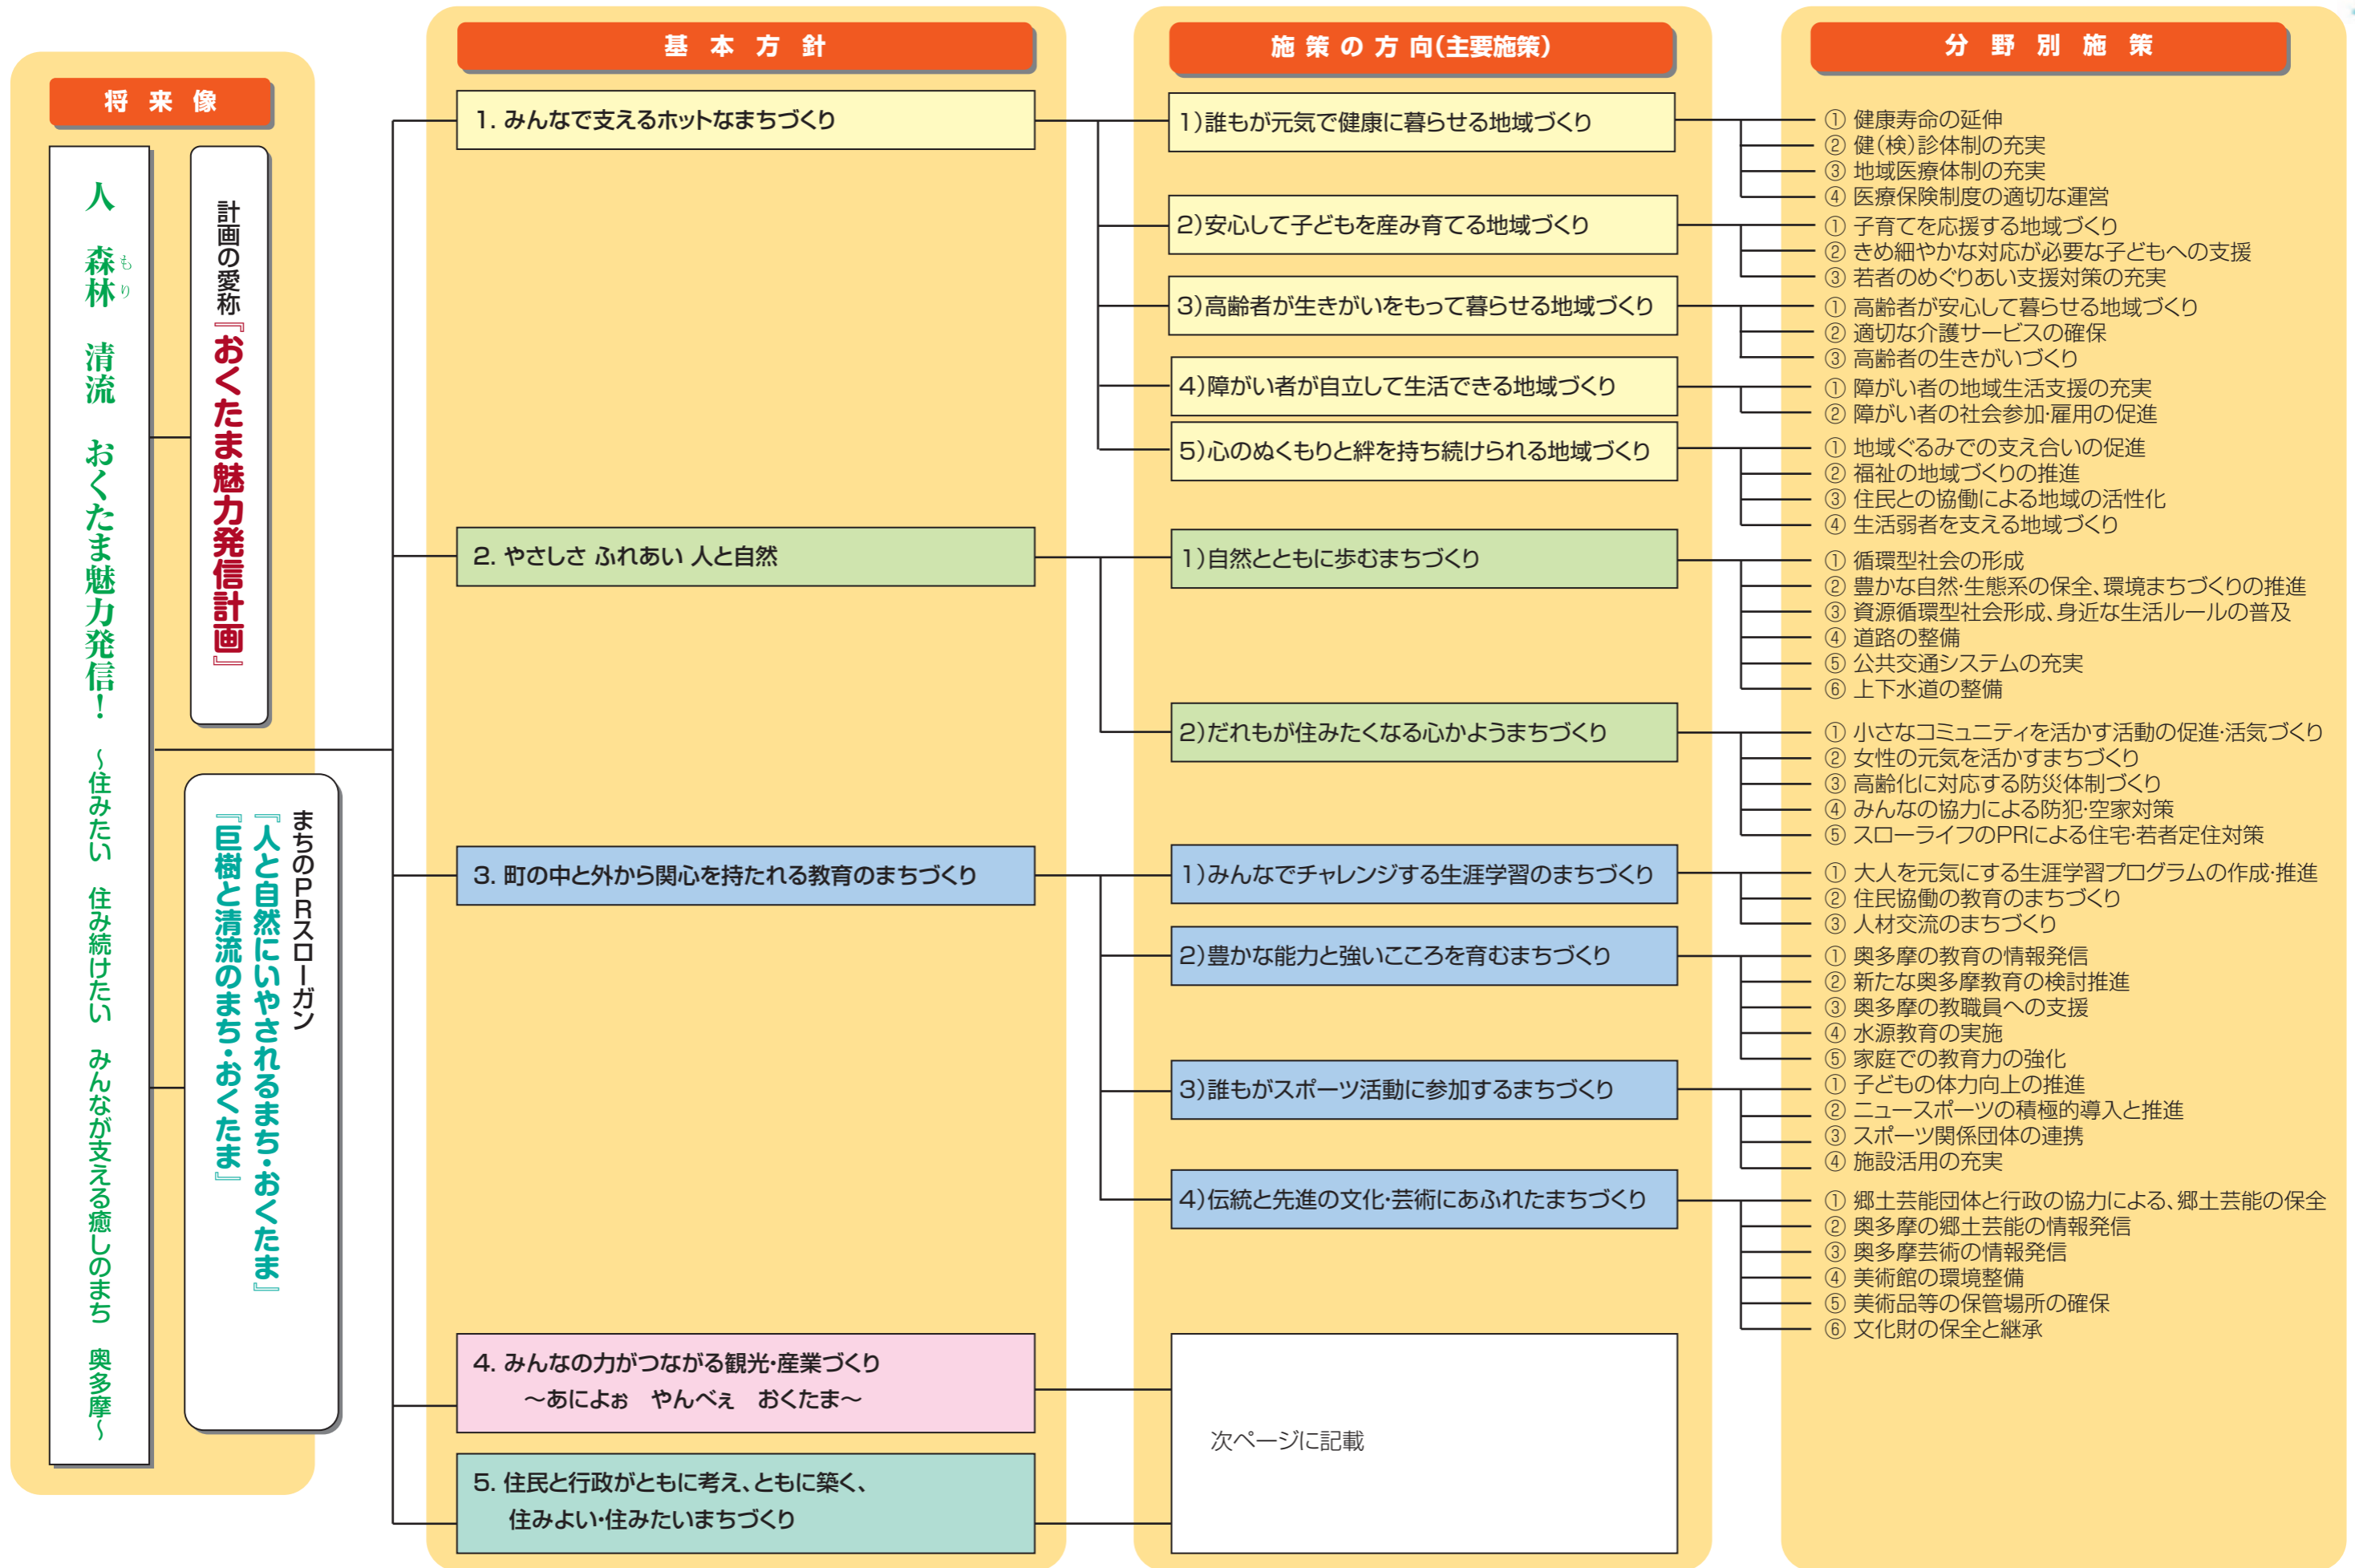 将来像
人 森林 清流 おくたま魅力発信！ ～住みたい 住み続けたい みんなが支える癒しのまち 奥多摩～
もり
計画の愛称『おくたま魅力発信計画』
まちのPRスローガン
『人と自然にいやされるまち・おくたま』
『巨樹と清流のまち・おくたま』
基本方針
1. みんなで支えるホットなまちづくり
2. やさしさ ふれあい 人と自然
3. 町の中と外から関心を持たれる教育のまちづくり
4. みんなの力がつながる観光・産業づくり
～あによぉ やんべぇ おくたま～
5. 住民と行政がともに考え、ともに築く、
住みよい・住みたいまちづくり
施策の方向(主要施策)
1)誰もが元気で健康に暮らせる地域づくり
2)安心して子どもを産み育てる地域づくり
3)高齢者が生きがいをもって暮らせる地域づくり
4)障がい者が自立して生活できる地域づくり
5)心のぬくもりと絆を持ち続けられる地域づくり
1)自然とともに歩むまちづくり
2)だれもが住みたくなる心かようまちづくり
1)みんなでチャレンジする生涯学習のまちづくり
2)豊かな能力と強いこころを育むまちづくり
3)誰もがスポーツ活動に参加するまちづくり
4)伝統と先進の文化・芸術にあふれたまちづくり
次ページに記載
分野別施策
① 健康寿命の延伸
② 健(検)診体制の充実
③ 地域医療体制の充実
④ 医療保険制度の適切な運営
① 子育てを応援する地域づくり
② きめ細やかな対応が必要な子どもへの支援
③ 若者のめぐりあい支援対策の充実
① 高齢者が安心して暮らせる地域づくり
② 適切な介護サービスの確保
③ 高齢者の生きがいづくり
① 障がい者の地域生活支援の充実
② 障がい者の社会参加・雇用の促進
① 地域ぐるみでの支え合いの促進
② 福祉の地域づくりの推進
③ 住民との協働による地域の活性化
④ 生活弱者を支える地域づくり
① 循環型社会の形成
② 豊かな自然・生態系の保全、環境まちづくりの推進
③ 資源循環型社会形成、身近な生活ルールの普及
④ 道路の整備
⑤ 公共交通システムの充実
⑥ 上下水道の整備
① 小さなコミュニティを活かす活動の促進・活気づくり
② 女性の元気を活かすまちづくり
③ 高齢化に対応する防災体制づくり
④ みんなの協力による防犯・空家対策
⑤ スローライフのPRによる住宅・若者定住対策
① 大人を元気にする生涯学習プログラムの作成・推進
② 住民協働の教育のまちづくり
③ 人材交流のまちづくり
① 奥多摩の教育の情報発信
② 新たな奥多摩教育の検討推進
③ 奥多摩の教職員への支援
④ 水源教育の実施
⑤ 家庭での教育力の強化
① 子どもの体力向上の推進
② ニュースポーツの積極的導入と推進
③ スポーツ関係団体の連携
④ 施設活用の充実
① 郷土芸能団体と行政の協力による、郷土芸能の保全
② 奥多摩の郷土芸能の情報発信
③ 奥多摩芸術の情報発信
④ 美術館の環境整備
⑤ 美術品等の保管場所の確保
⑥ 文化財の保全と継承